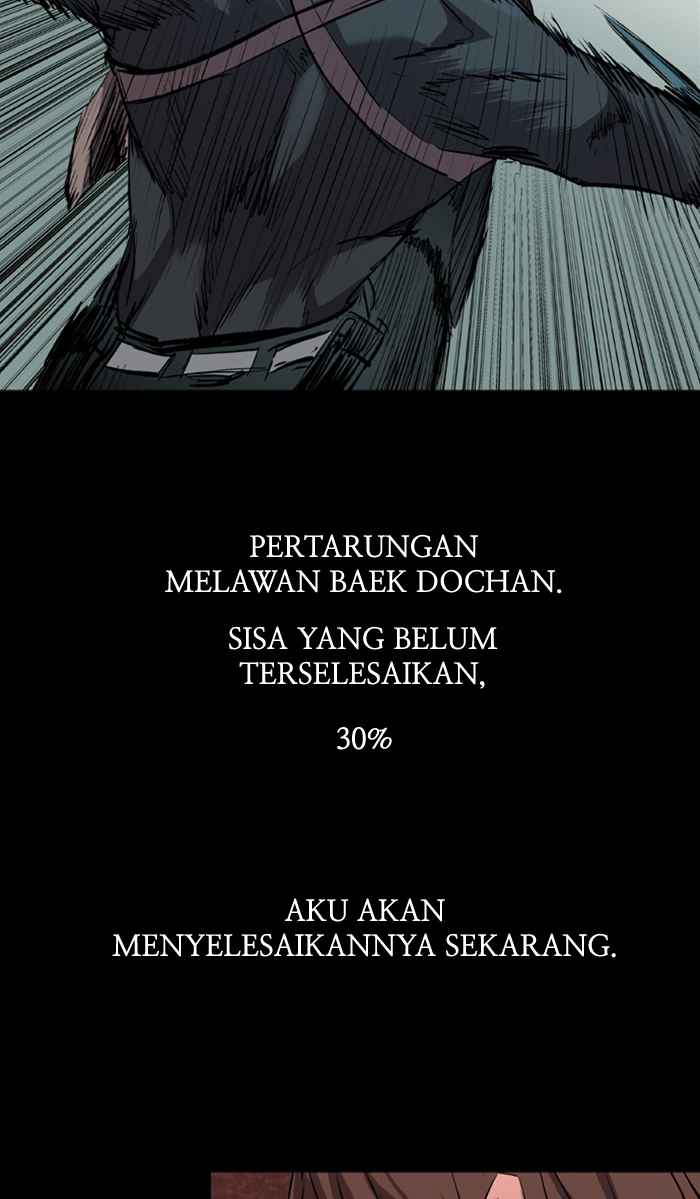 PERTARUNGAN
MELAWAN BAEK DOCHAN.
SISA YANG BELUM
TERSELESAIKAN,
30%
AKU AKAN
MENYELESAIKANNYA SEKARANG.